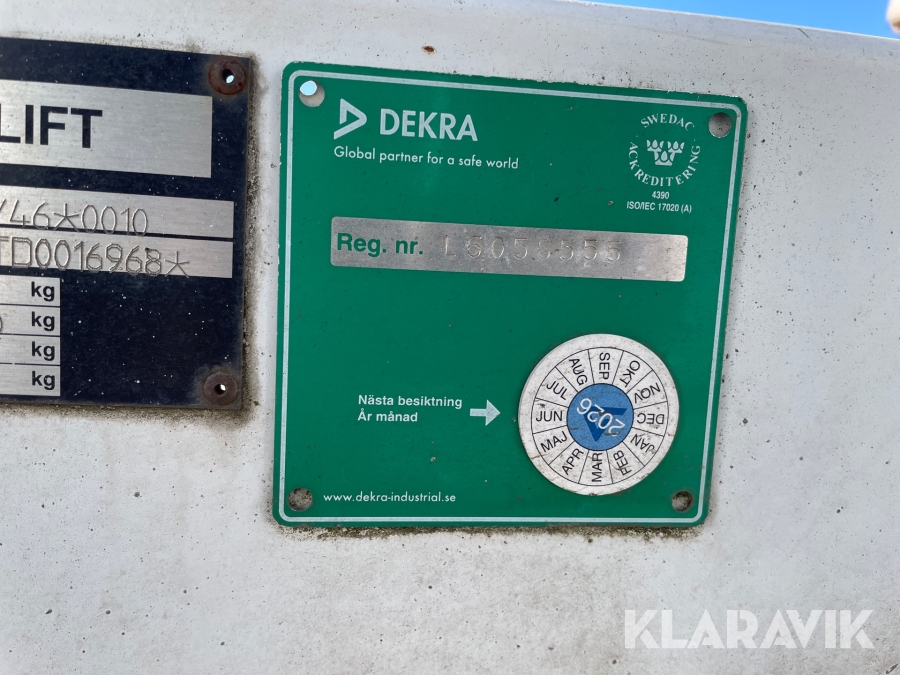 LIFT
Y46*0010
TD0016968*
kg
kg
kg
kg
DEKRA
Global partner for a safe world
SWEDAC
ACKREDITERING
4390
ISO/IEC 17020 (A)
Reg. nr.
Nästa besiktning
År månad
JAN
FEB
MAR
APR
MAJ
JUN
JUL
AUG
SEP
OKT
NOV
DEC
2026
www.dekra-industrial.se
KLARAVIK